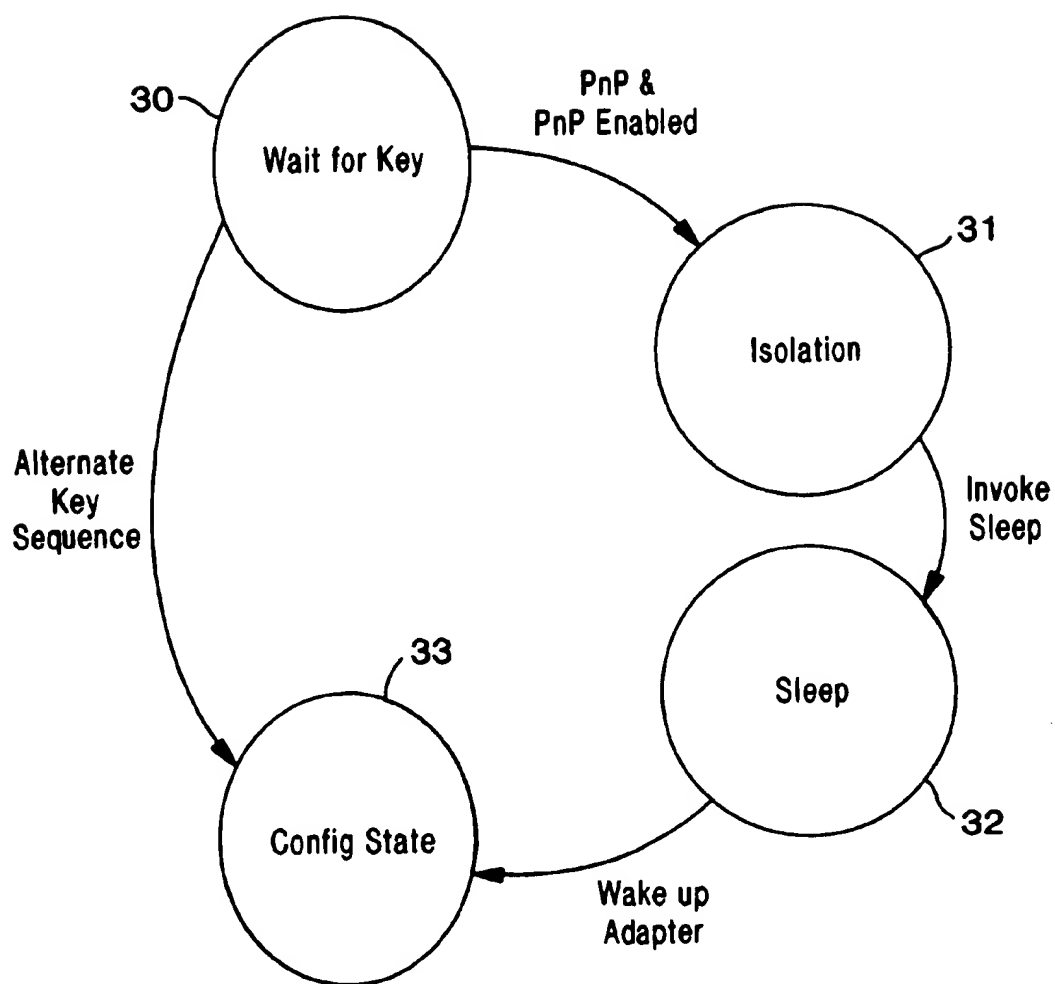 30
Wait for Key
PnP &
PnP Enabled
31
Isolation
Alternate
Key
Sequence
Invoke
Sleep
33
Sleep
32
Config State
Wake up
Adapter